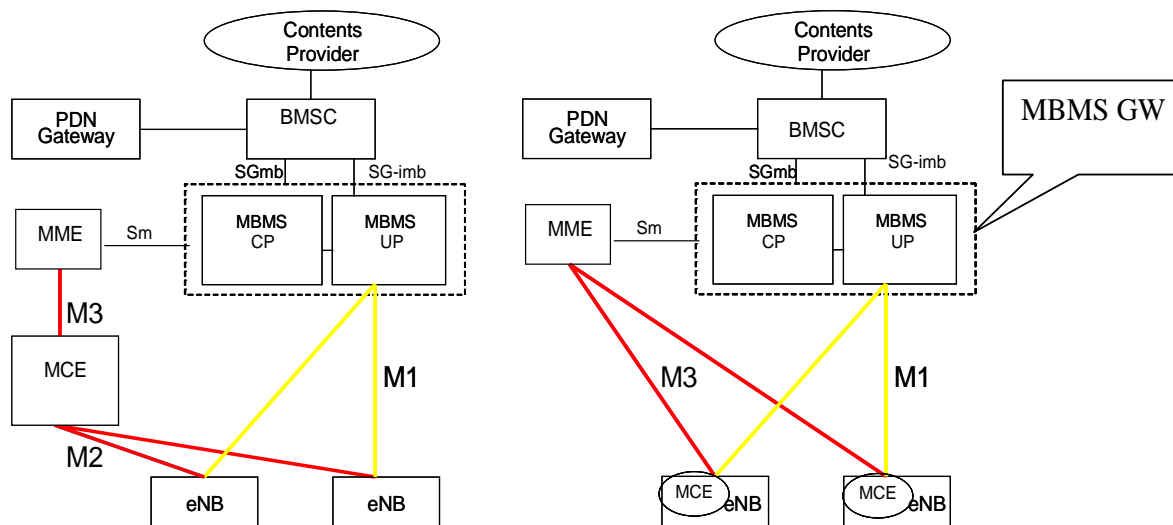 Contents
Provider
PDN
Gateway
BMSC
SGmb
SG-imb
MME
Sm
MBMS
CP
MBMS
UP
M3
MCE
M1
M2
eNB
eNB
Contents
Provider
PDN
Gateway
BMSC
MBMS GW
SGmb
SG-imb
MME
Sm
MBMS
CP
MBMS
UP
M3
M1
MCE
eNB
MCE
eNB